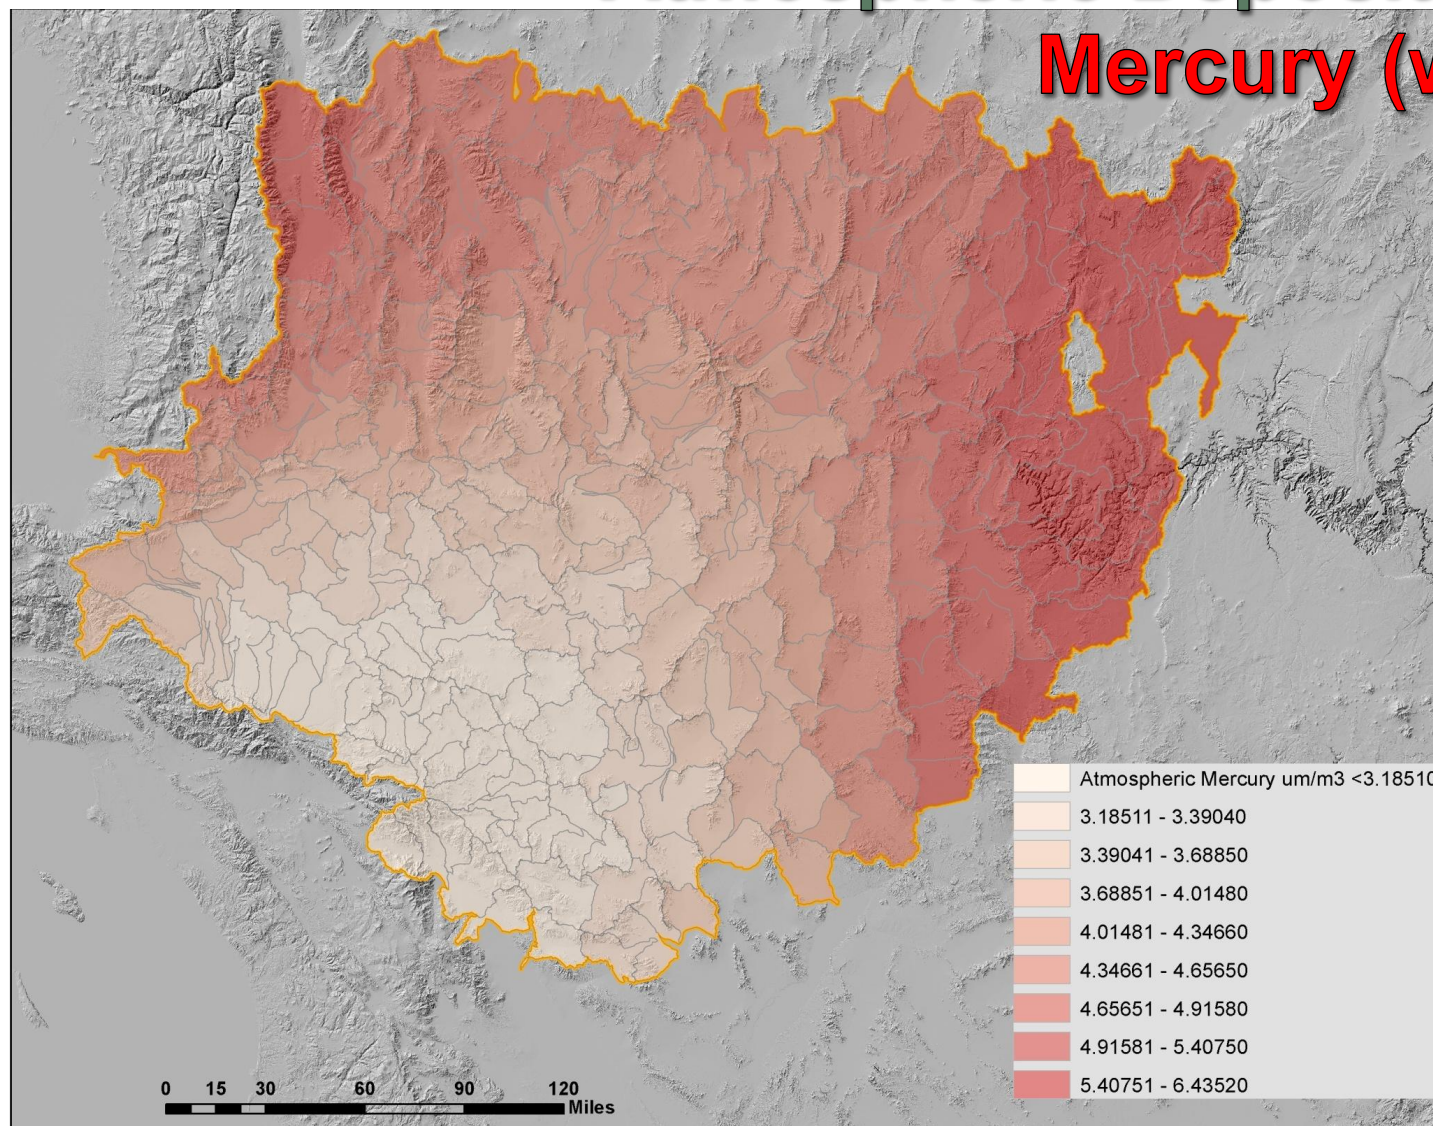 Mercury (w
Atmospheric Mercury um/m3 <3.18510
3.18511 - 3.39040
3.39041 - 3.68850
3.68851 - 4.01480
4.01481 - 4.34660
4.34661 - 4.65650
4.65651 - 4.91580
4.91581 - 5.40750
5.40751 - 6.43520
0 15 30 60 90 120
Miles